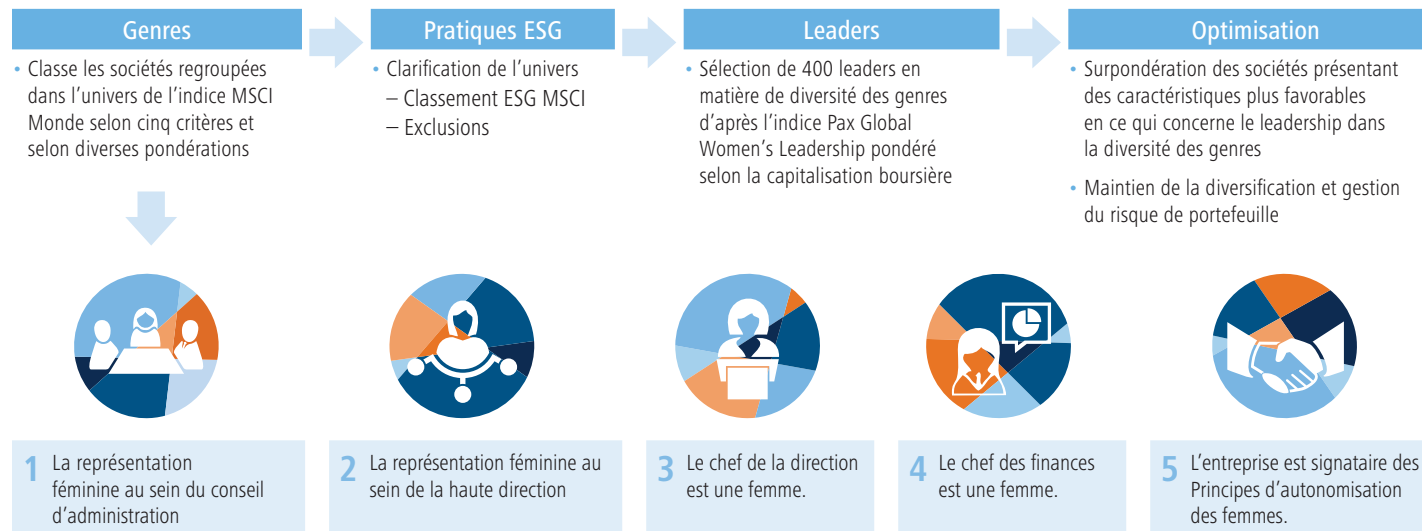 Genres
• Classe les sociétés regroupées
dans l’univers de l’indice MSCI
Monde selon cinq critères et
selon diverses pondérations
Pratiques ESG
• Clarification de l’univers
– Classement ESG MSCI
– Exclusions
Leaders
• Sélection de 400 leaders en
matière de diversité des genres
d’après l’indice Pax Global
Women’s Leadership pondéré
selon la capitalisation boursière
Optimisation
• Surpondération des sociétés présentant
des caractéristiques plus favorables
en ce qui concerne le leadership dans
la diversité des genres
• Maintien de la diversification et gestion
du risque de portefeuille
1 La représentation
féminine au sein du conseil
d’administration
2 La représentation féminine au
sein de la haute direction
3 Le chef de la direction
est une femme.
4 Le chef des finances
est une femme.
5 L’entreprise est signataire des
Principes d’autonomisation
des femmes.